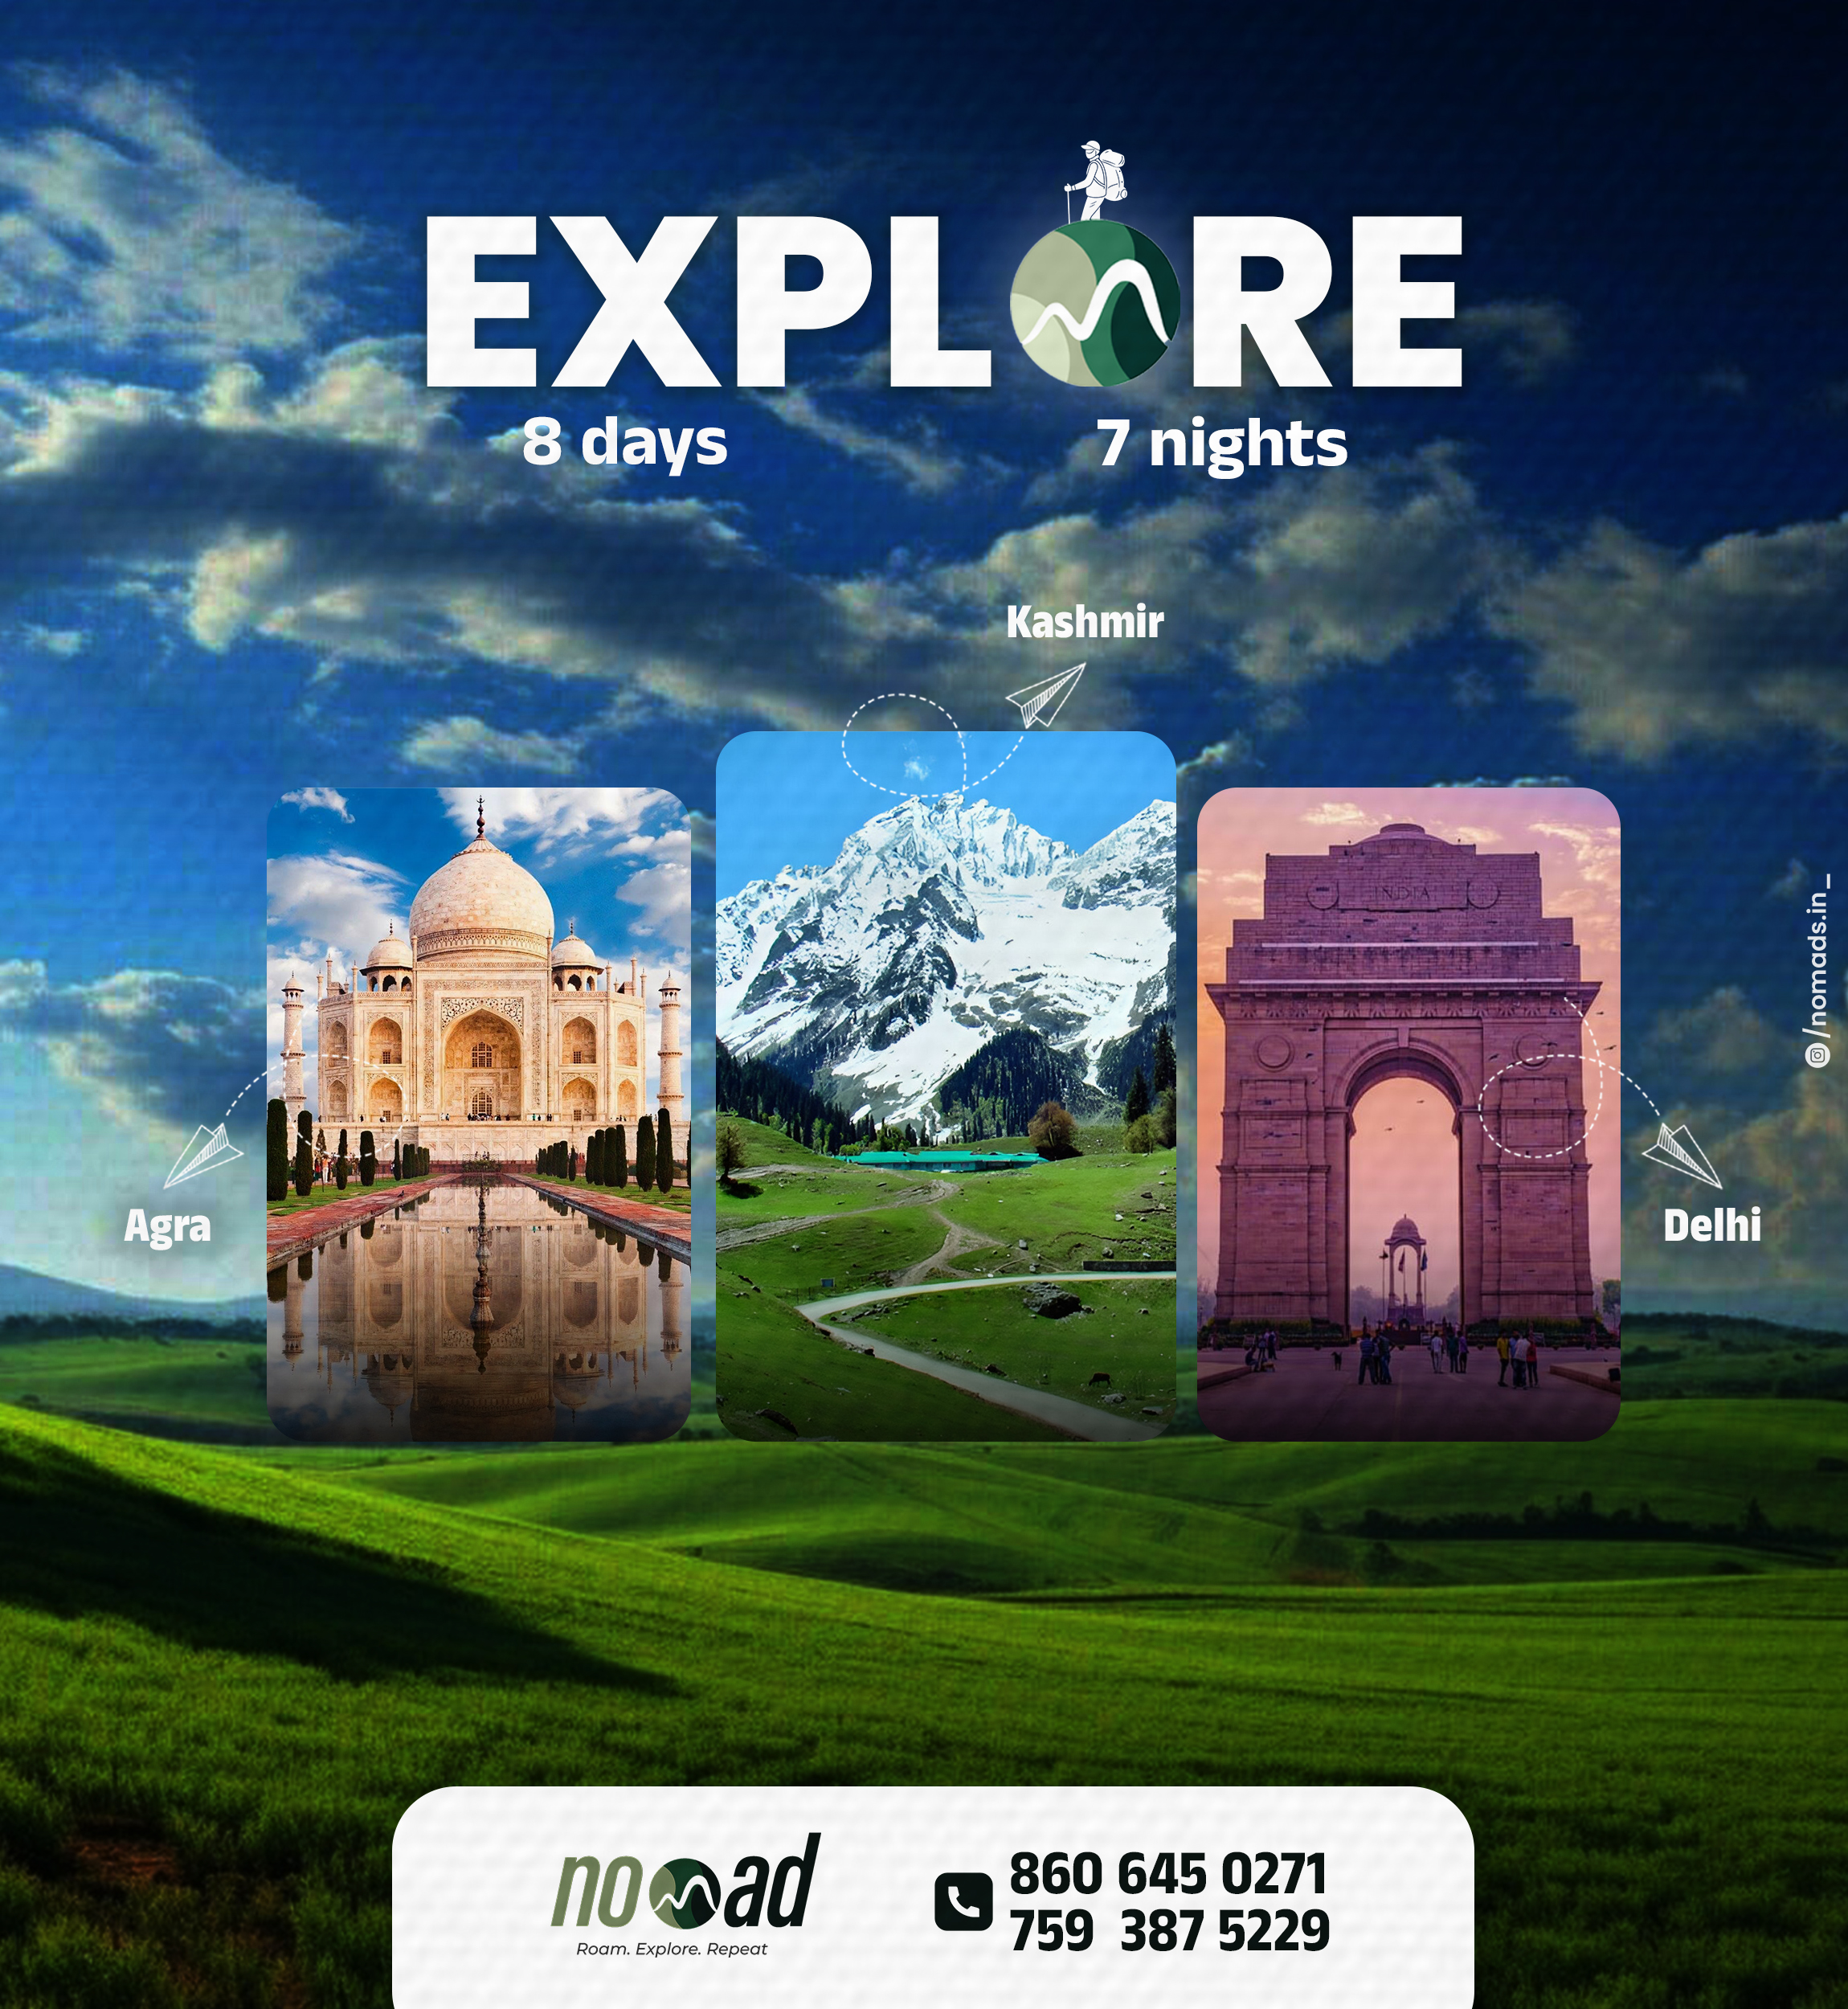 EXPLORE
8 days
7 nights
Kashmir
INDIA
Agra
Delhi
/nomads.in_
nomad
Roam. Explore. Repeat
860 645 0271
759 387 5229